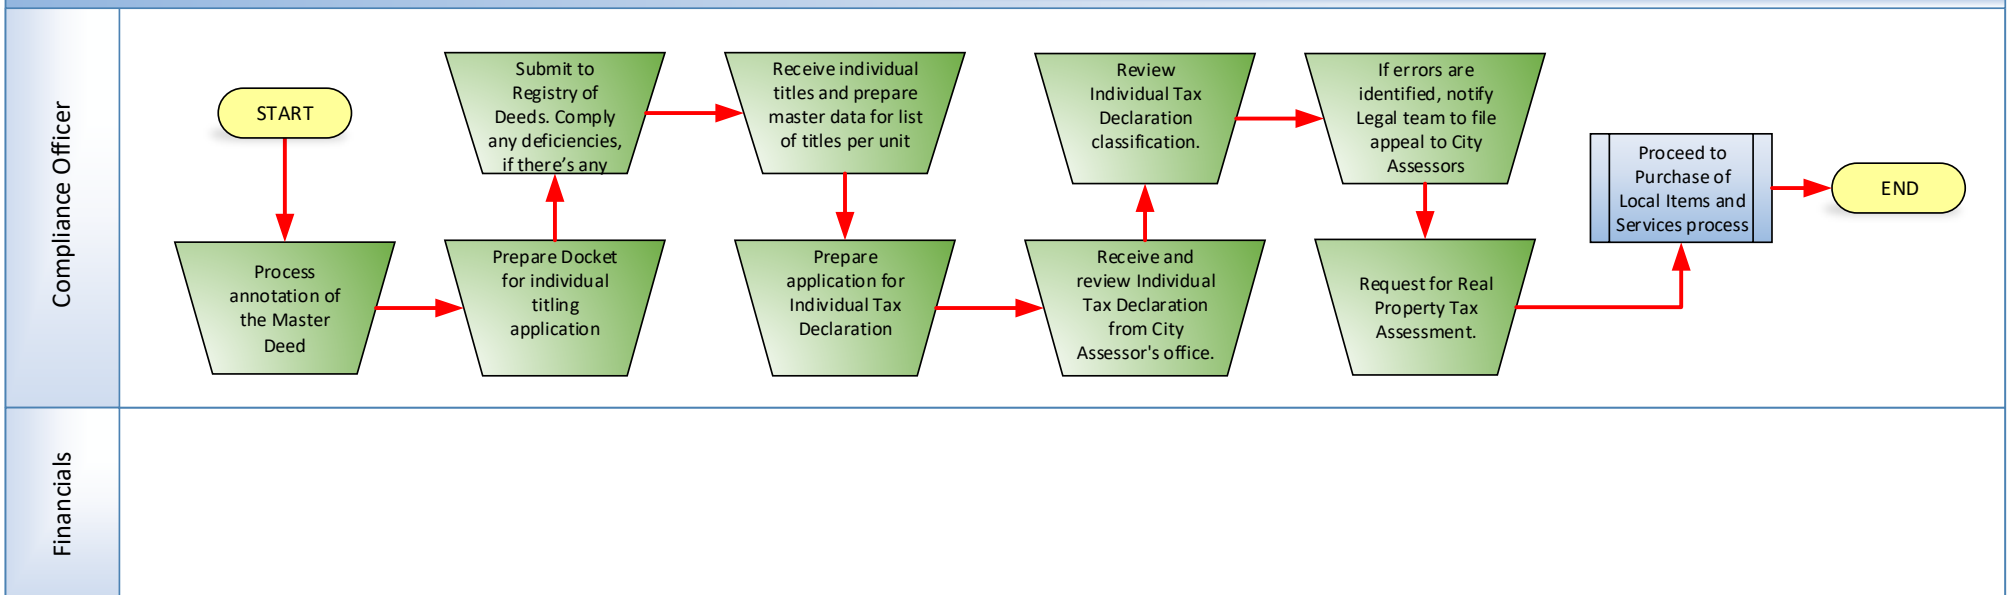 Compliance Officer
START
Process
annotation of
the Master
Deed
Prepare Docket
for individual
titling
application
Submit to
Registry of
Deeds. Comply
any deficiencies,
if there’s any
Receive individual
titles and prepare
master data for list
of titles per unit
Prepare
application for
Individual Tax
Declaration
Receive and
review Individual
Tax Declaration
from City
Assessor's office.
Review
Individual Tax
Declaration
classification.
If errors are
identified, notify
Legal team to file
appeal to City
Assessors
Request for Real
Property Tax
Assessment.
Proceed to
Purchase of
Local Items and
Services process
END
Financials